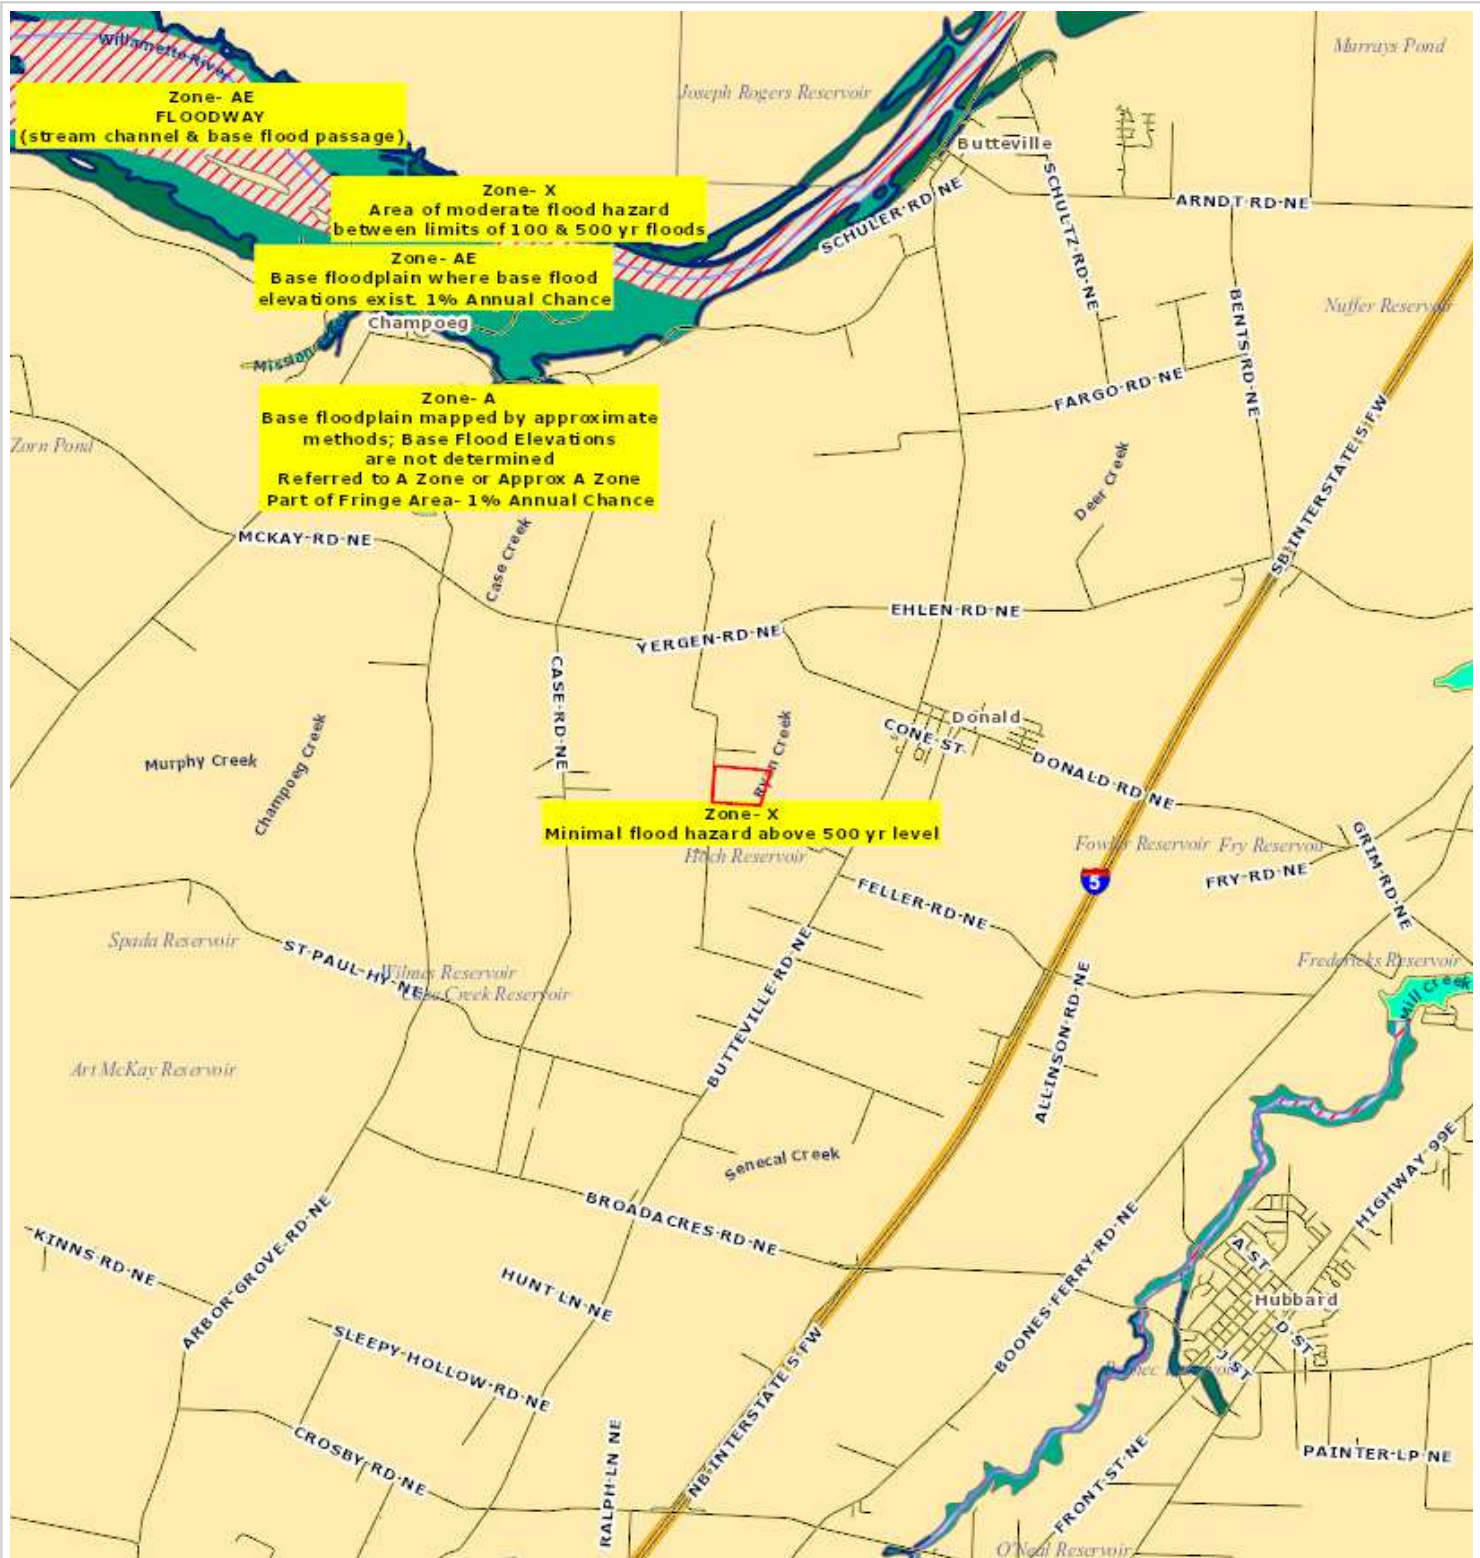 Murrays Pond
Willamette River
Joseph Rogers Reservoir
Zone- AE
FLOODWAY
(stream channel & base flood passage)
Butteville
Zone- X
Area of moderate flood hazard
between limits of 100 & 500 yr floods
SCHULER RD NE
SCHULTZ RD NE
ARNDT RD NE
Zone- AE
Base floodplain where base flood
elevations exist. 1% Annual Chance
Champoeg
BENTS RD NE
Nuffer Reservoir
Mission
FARGO RD NE
Zone- A
Base floodplain mapped by approximate
methods; Base Flood Elevations
are not determined
Referred to A Zone or Approx A Zone
Part of Fringe Area- 1% Annual Chance
Zorn Pond
Deer Creek
SB INTERSTATE 5 FW
MCKAY RD NE
Case Creek
EHLEN RD NE
YERGEN RD NE
CASE RD NE
Donald
CONE ST
Murphy Creek
Champoeg Creek
Ryan Creek
DONALD RD NE
Zone- X
Minimal flood hazard above 500 yr level
Hoch Reservoir
Fowler Reservoir
Fry Reservoir
GRIM RD NE
5
FRY RD NE
FELLER RD NE
Spada Reservoir
ST PAUL HY NE
Wilmes Reservoir
Case Creek Reservoir
Fredericks Reservoir
Mill Creek
BUTTEVILLE RD NE
ALLINSON RD NE
Art McKay Reservoir
Senecal Creek
HIGHWAY 99E
BROADACRES RD NE
KINNS RD NE
ARBOR GROVE RD NE
HUNT LN NE
BOONES FERRY RD NE
A ST
Hubbard
D ST
J ST
SLEEPY HOLLOW RD NE
CROSBY RD NE
RALPH LN NE
NB INTERSTATE 5 FW
FRONT ST NE
PAINTER LP NE
O'Neal Reservoir